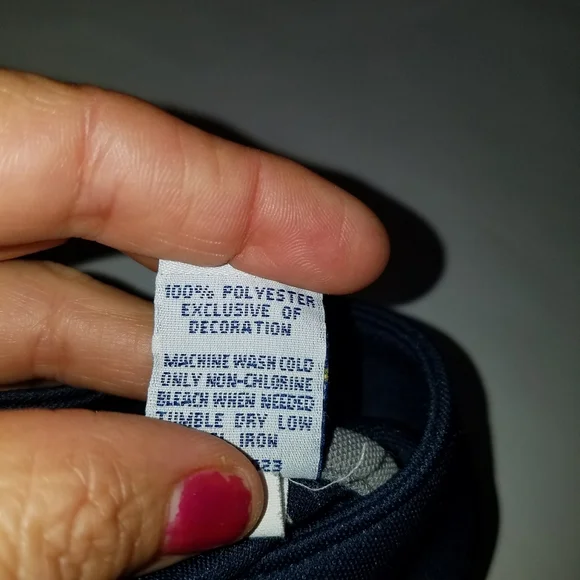 100% POLYESTER
EXCLUSIVE OF
DECORATION
MACHINE WASH COLD
ONLY NON-CHLORINE
BLEACH WHEN NEEDED
TUMBLE DRY LOW
IRON